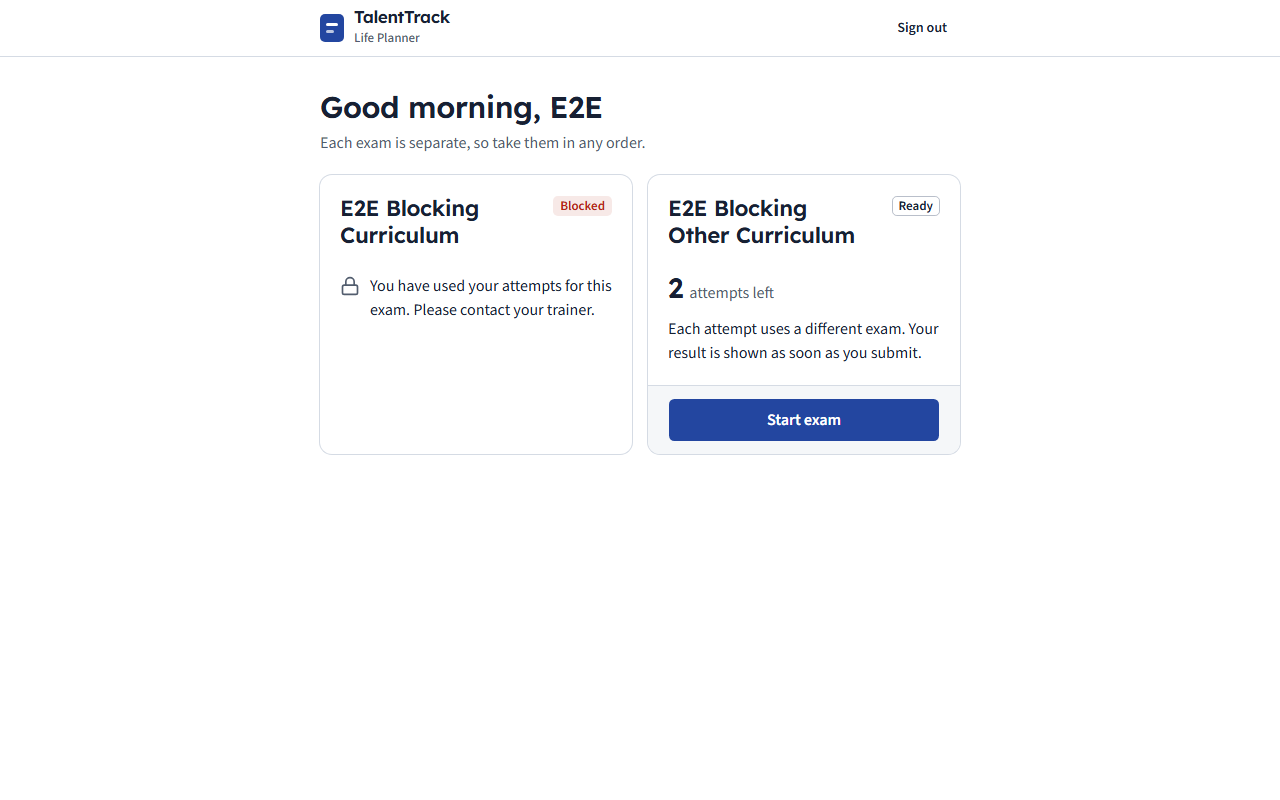 TalentTrack
Life Planner
Sign out
Good morning, E2E
Each exam is separate, so take them in any order.
E2E Blocking
Curriculum
Blocked
You have used your attempts for this
exam. Please contact your trainer.
E2E Blocking
Other Curriculum
Ready
2 attempts left
Each attempt uses a different exam. Your
result is shown as soon as you submit.
Start exam